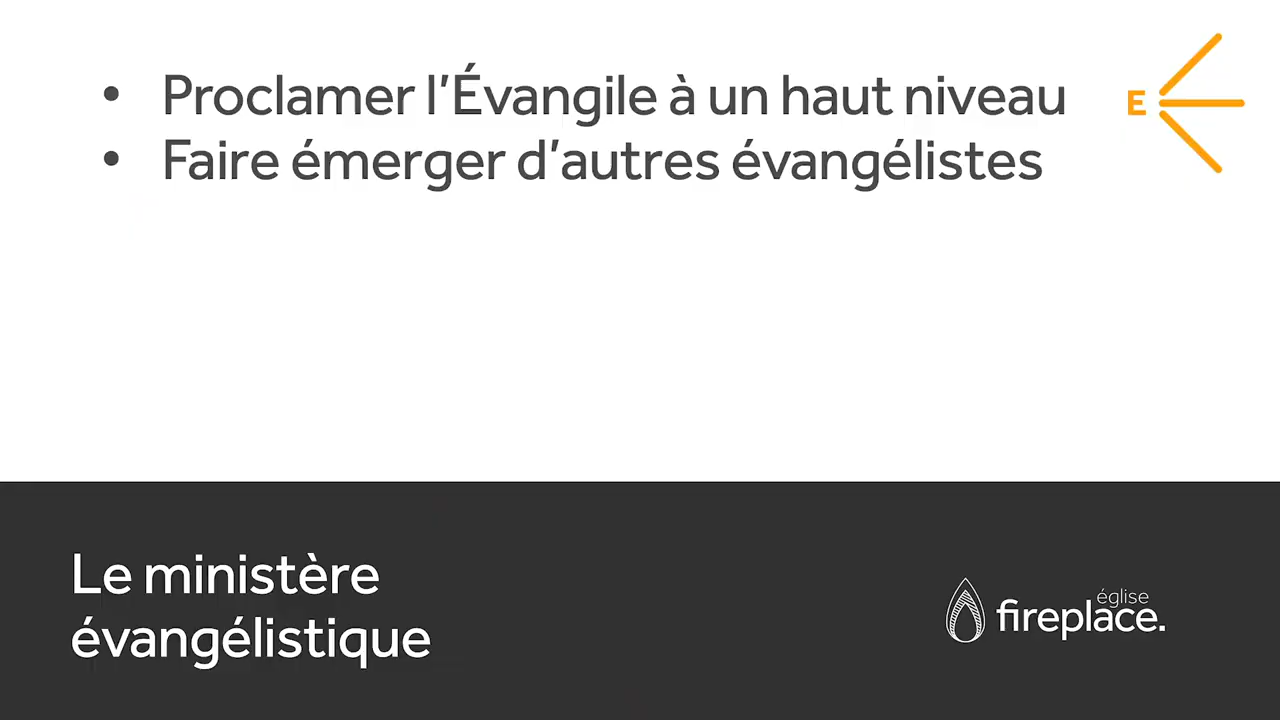 • Proclamer l’Évangile à un haut niveau
• Faire émerger d’autres évangélistes
E
Le ministère
évangélistique
église
fireplace.